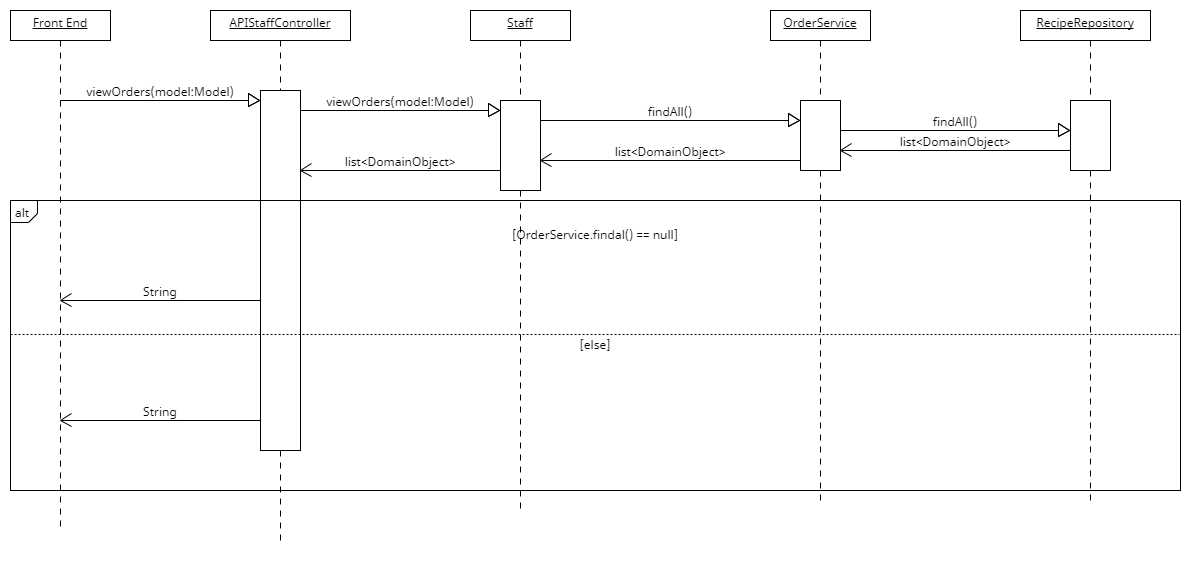 Front End
APIStaffController
Staff
OrderService
RecipeRepository
viewOrders(model:Model)
viewOrders(model:Model)
findAll()
findAll()
list<DomainObject>
list<DomainObject>
list<DomainObject>
alt
[OrderService.findal() == null]
String
[else]
String